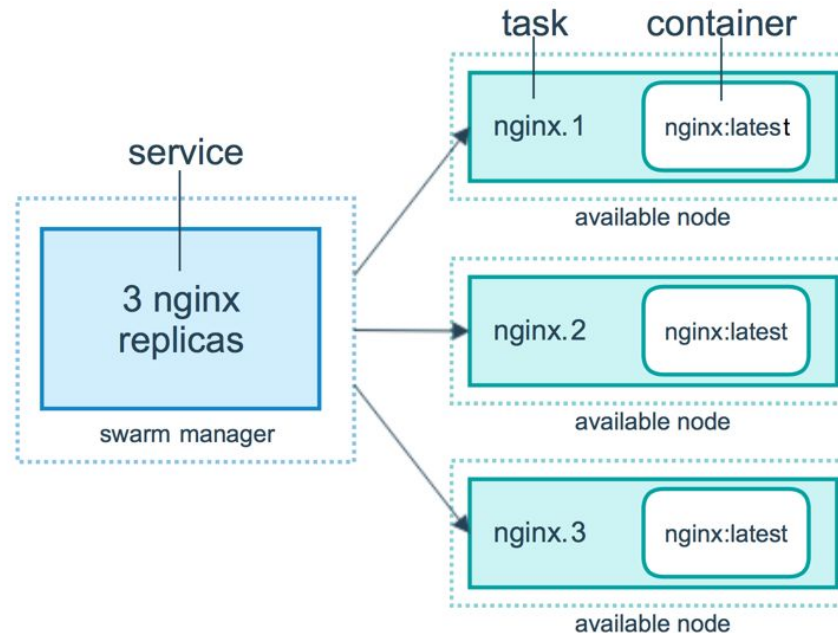 task
container
nginx.1
nginx:latest
available node
service
3 nginx
replicas
swarm manager
nginx.2
nginx:latest
available node
nginx.3
nginx:latest
available node